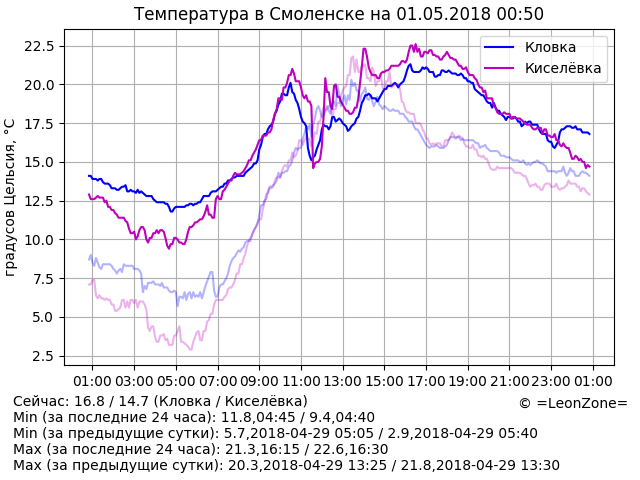 Температура в Смоленске на 01.05.2018 00:50
Кловка
Киселёвка
градусов Цельсия, °C
22.5
20.0
17.5
15.0
12.5
10.0
7.5
5.0
2.5
01:00 03:00 05:00 07:00 09:00 11:00 13:00 15:00 17:00 19:00 21:00 23:00 01:00
© =LeonZone=
Сейчас: 16.8 / 14.7 (Кловка / Киселёвка)
Min (за последние 24 часа): 11.8,04:45 / 9.4,04:40
Min (за предыдущие сутки): 5.7,2018-04-29 05:05 / 2.9,2018-04-29 05:40
Max (за последние 24 часа): 21.3,16:15 / 22.6,16:30
Max (за предыдущие сутки): 20.3,2018-04-29 13:25 / 21.8,2018-04-29 13:30